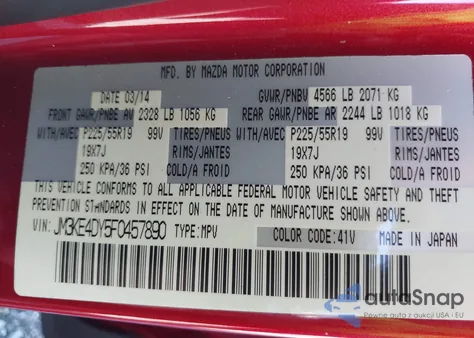 MFD. BY MAZDA MOTOR CORPORATION
DATE 03/14 GVWR/PNBV 4566 LB 2071 KG
FRONT GAWR/PNBE AV 2328 LB 1056 KG REAR GAWR/PNBE AR 2244 LB 1018 KG
WITH/AVEC P225/55R19 99V TIRES/PNEUS WITH/AVEC P225/55R19 99V TIRES/PNEUS
19X7J RIMS/JANTES 19X7J RIMS/JANTES
250 KPA/36 PSI COLD/A FROID 250 KPA/36 PSI COLD/A FROID
THIS VEHICLE CONFORMS TO ALL APPLICABLE FEDERAL MOTOR VEHICLE SAFETY AND THEFT
PREVENTION STANDARDS IN EFFECT ON THE DATE OF MANUFACTURE SHOWN ABOVE.
VIN: JM3KE4DY5F0457890 TYPE: MPV COLOR CODE: 41V MADE IN JAPAN
autoSnap
Pewne auta z aukcji USA i EU